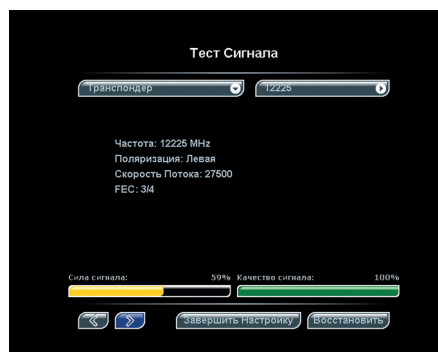 Тест Сигнала
Транспондер 12225
Частота: 12225 MHz
Поляризация: Левая
Скорость Потока: 27500
FEC: 3/4
Сила сигнала: 59% Качество сигнала: 100%
Завершить Настройку Восстановить